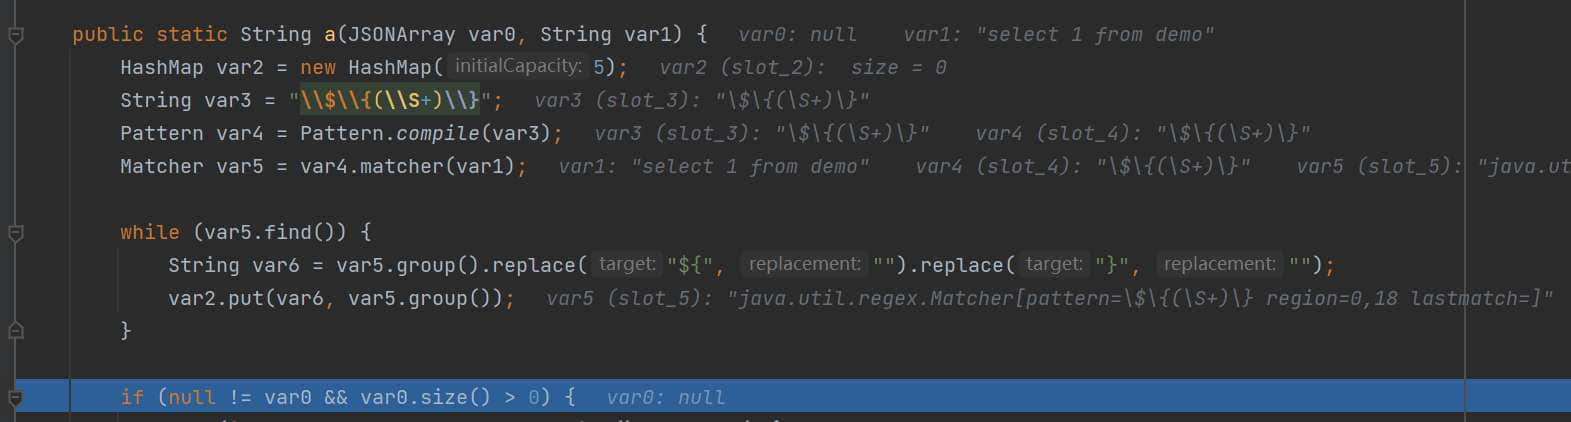 public static String a(JSONArray var0, String var1) { var0: null var1: "select 1 from demo"
HashMap var2 = new HashMap( initialCapacity: 5); var2 (slot_2): size = 0
String var3 = "\\$\\{(\\S+)\\}"; var3 (slot_3): "\$\{(\S+)\}"
Pattern var4 = Pattern.compile(var3); var3 (slot_3): "\$\{(\S+)\}" var4 (slot_4): "\$\{(\S+)\}"
Matcher var5 = var4.matcher(var1); var1: "select 1 from demo" var4 (slot_4): "\$\{(\S+)\}" var5 (slot_5): "java.ut
while (var5.find()) {
String var6 = var5.group().replace( target: "${", replacement: "").replace( target: "}", replacement: "");
var2.put(var6, var5.group()); var5 (slot_5): "java.util.regex.Matcher[pattern=\$\{(\S+)\} region=0,18 lastmatch=]"
}
if (null != var0 && var0.size() > 0) { var0: null